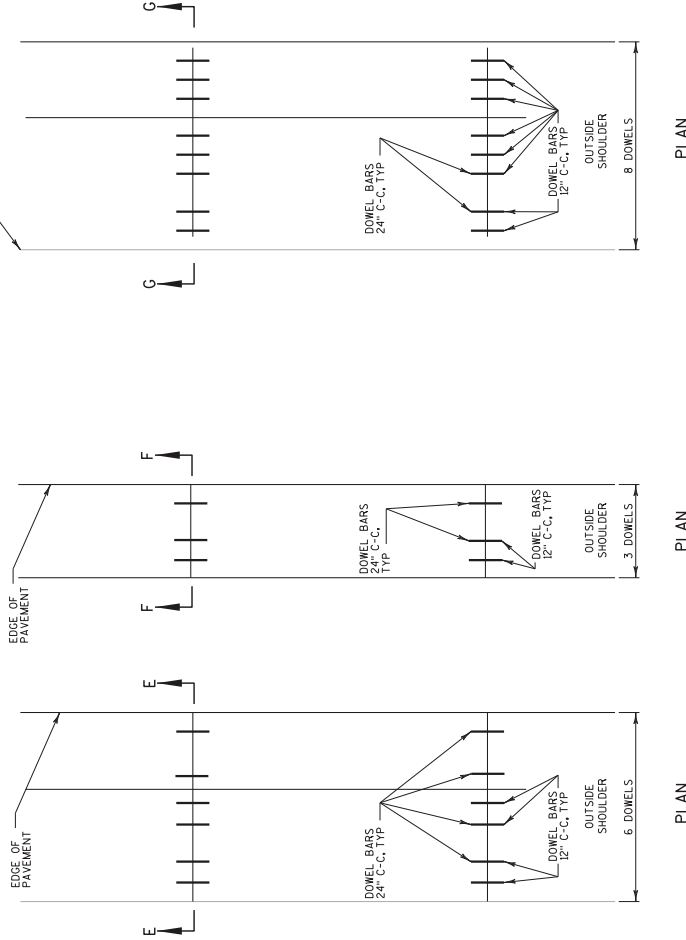 G
G
DOWEL BARS
24" C-C, TYP
DOWEL BARS
12" C-C, TYP
OUTSIDE
SHOULDER
8 DOWELS
PLAN
EDGE OF
PAVEMENT
F
F
DOWEL BARS
24" C-C,
TYP
DOWEL BARS
12" C-C, TYP
OUTSIDE
SHOULDER
3 DOWELS
PLAN
EDGE OF
PAVEMENT
E
E
DOWEL BARS
24" C-C, TYP
DOWEL BARS
12" C-C, TYP
OUTSIDE
SHOULDER
6 DOWELS
PLAN